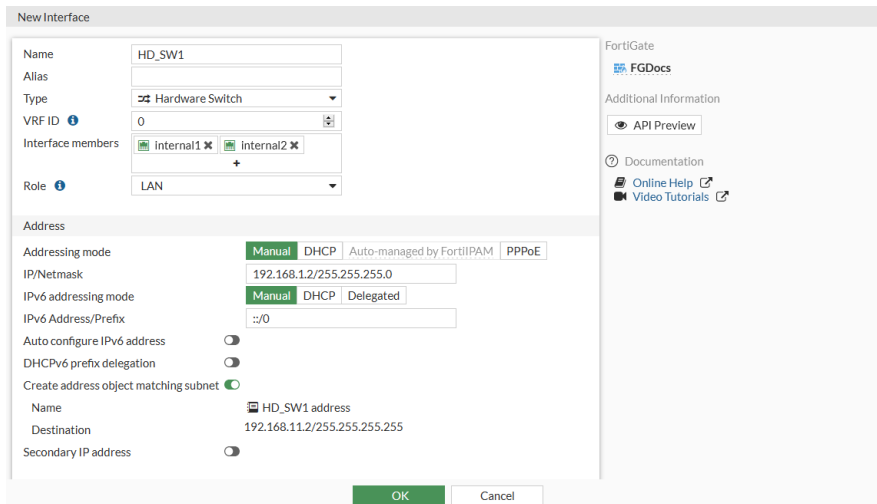 New Interface
Name HD_SW1
Alias
Type Hardware Switch
VRF ID 0
Interface members internal1 internal2
+
Role LAN
Address
Addressing mode Manual DHCP Auto-managed by FortiIPAM PPPoE
IP/Netmask 192.168.1.2/255.255.255.0
IPv6 addressing mode Manual DHCP Delegated
IPv6 Address/Prefix ::/0
Auto configure IPv6 address
DHCPv6 prefix delegation
Create address object matching subnet
Name HD_SW1 address
Destination 192.168.11.2/255.255.255.255
Secondary IP address
OK Cancel
FortiGate
FGDocs
Additional Information
API Preview
Documentation
Online Help
Video Tutorials